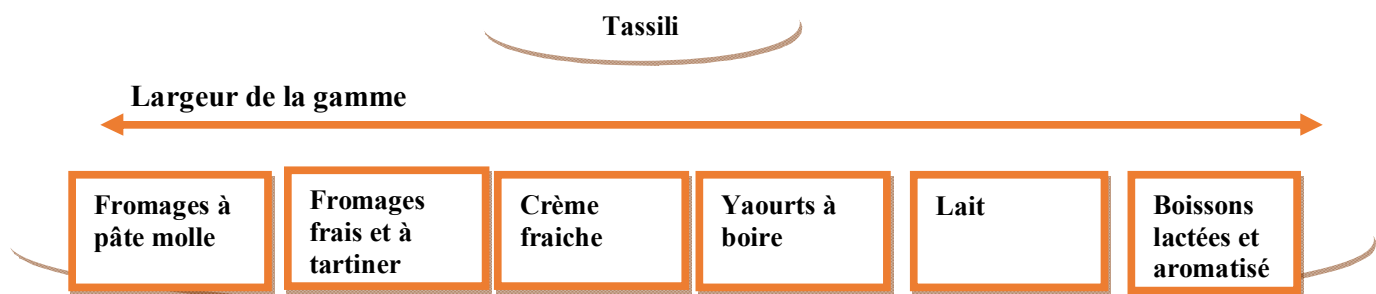 Tassili
Largeur de la gamme
Fromages à
pâte molle
Fromages
frais et à
tartiner
Crème
fraiche
Yaourts à
boire
Lait
Boissons
lactées et
aromatisé